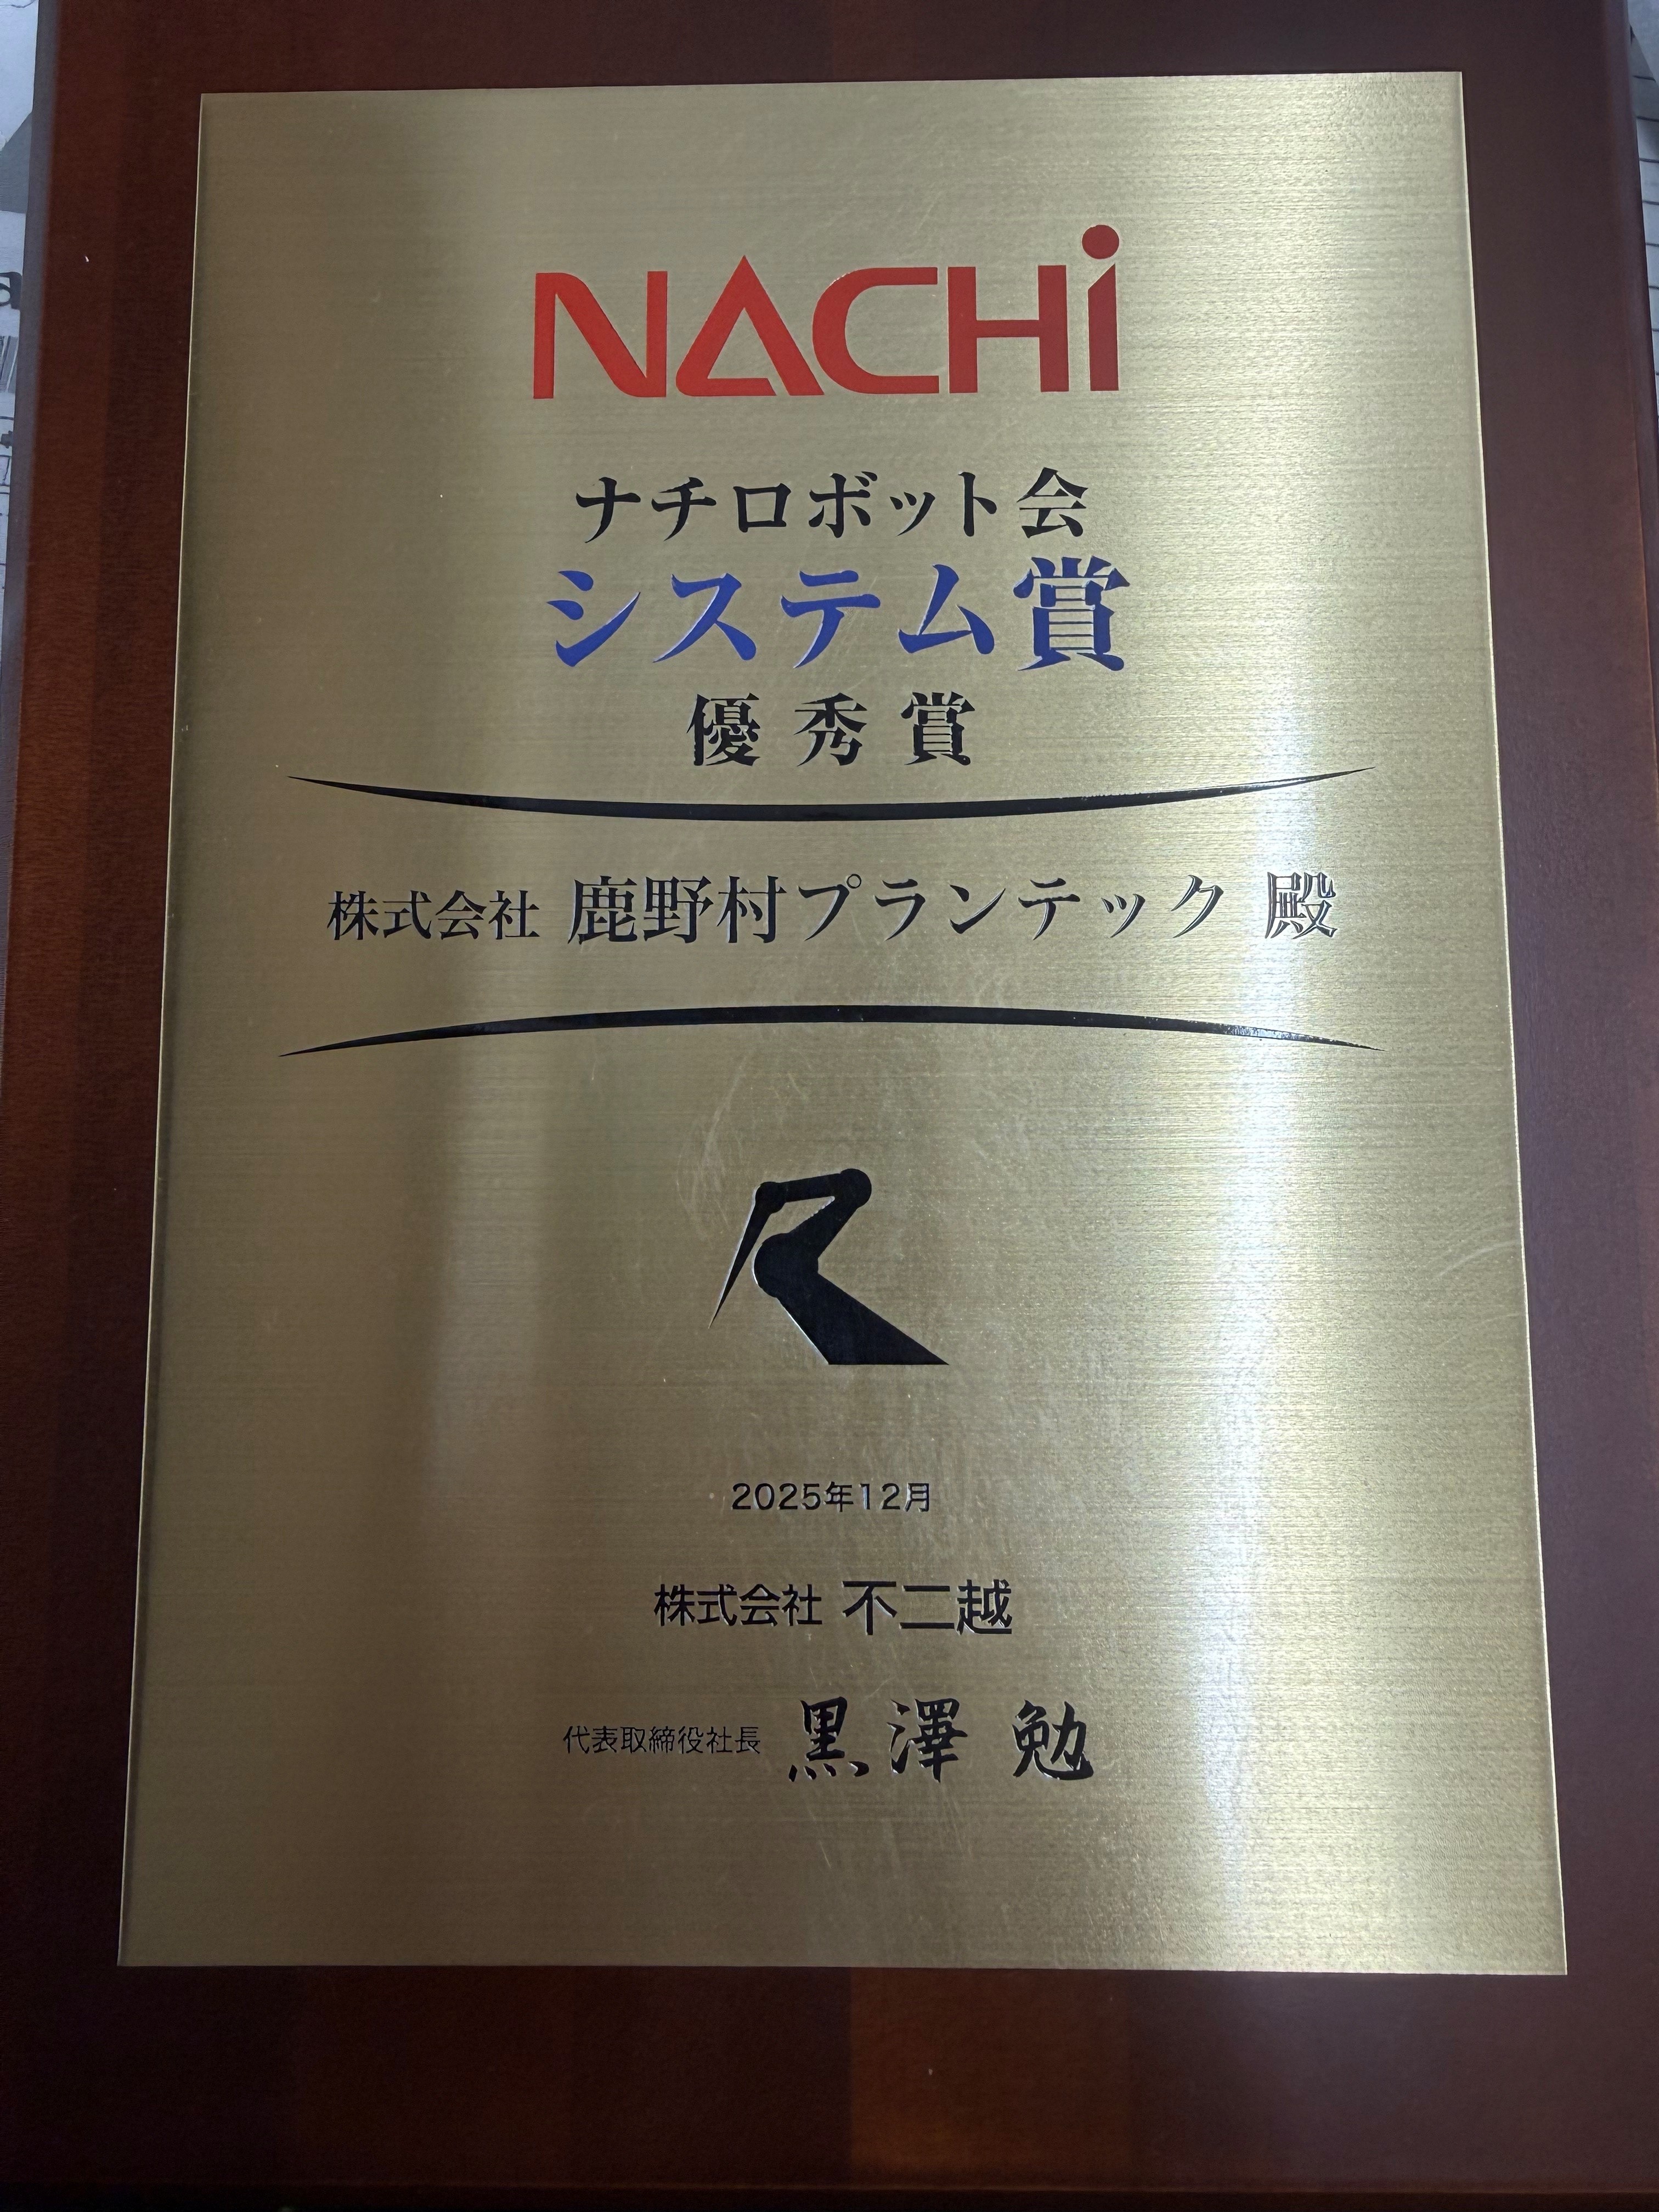 NACHi
ナチロボット会
システム賞
優秀賞
株式会社 鹿野村プランテック 殿
2025年12月
株式会社 不二越
代表取締役社長 黒澤 勉